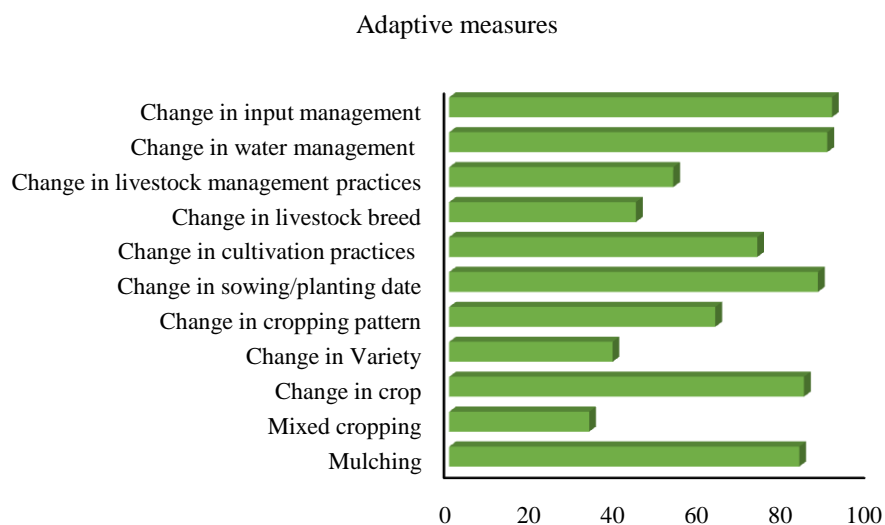 Adaptive measures
Change in input management
Change in water management
Change in livestock management practices
Change in livestock breed
Change in cultivation practices
Change in sowing/planting date
Change in cropping pattern
Change in Variety
Change in crop
Mixed cropping
Mulching
0 20 40 60 80 100